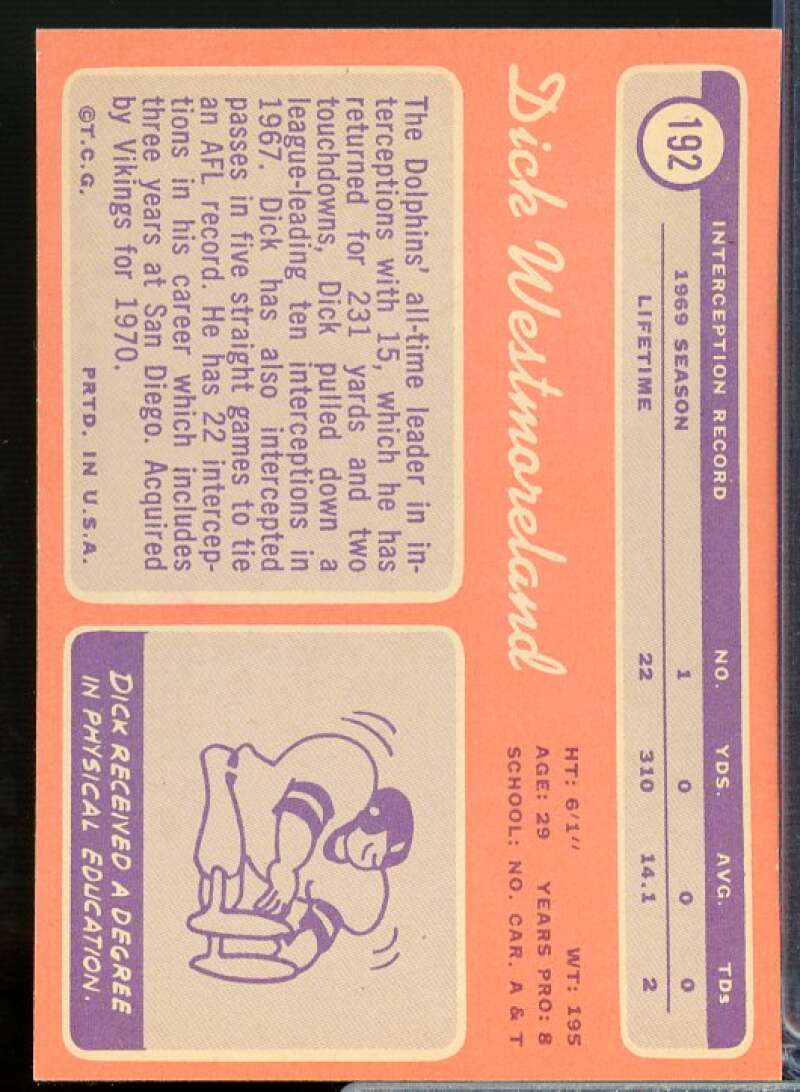 192
INTERCEPTION RECORD NO. YDS. AVG. TDs
1969 SEASON 1 0 0 0
LIFETIME 22 310 14.1 2
Dick Westmoreland
HT: 6'1" WT: 195
AGE: 29 YEARS PRO: 8
SCHOOL: NO. CAR. A & T
The Dolphins' all-time leader in in-
terceptions with 15, which he has
returned for 231 yards and two
touchdowns, Dick pulled down a
league-leading ten interceptions in
1967. Dick has also intercepted
passes in five straight games to tie
an AFL record. He has 22 intercep-
tions in his career which includes
three years at San Diego. Acquired
by Vikings for 1970.
©T.C.G. PRTD. IN U.S.A.
DICK RECEIVED A DEGREE
IN PHYSICAL EDUCATION.